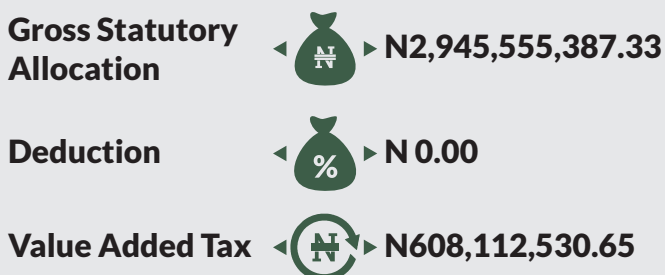 Gross Statutory
Allocation
₦
N2,945,555,387.33
Deduction
%
N 0.00
Value Added Tax
₦
N608,112,530.65